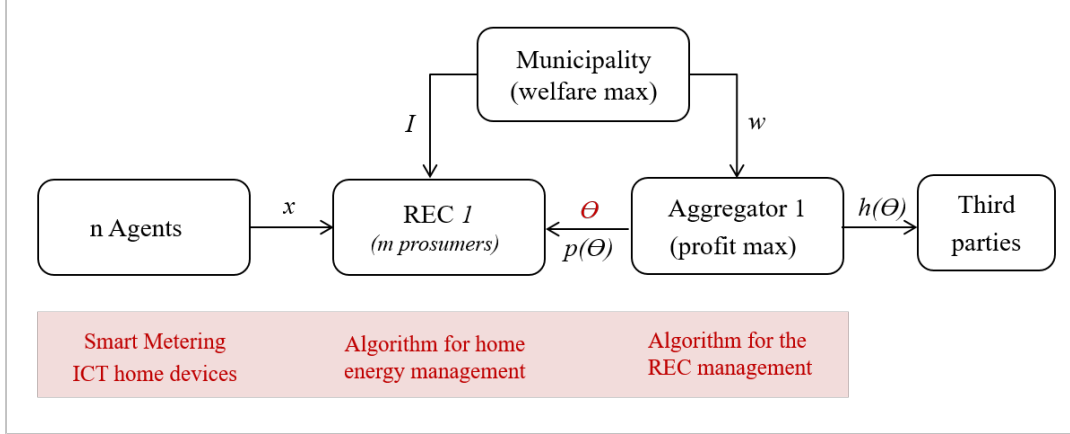 Municipality
(welfare max)
I
w
n Agents
x
REC 1
(m prosumers)
Ө
p(Ө)
Aggregator 1
(profit max)
h(Ө)
Third
parties
Smart Metering
ICT home devices
Algorithm for home
energy management
Algorithm for the
REC management